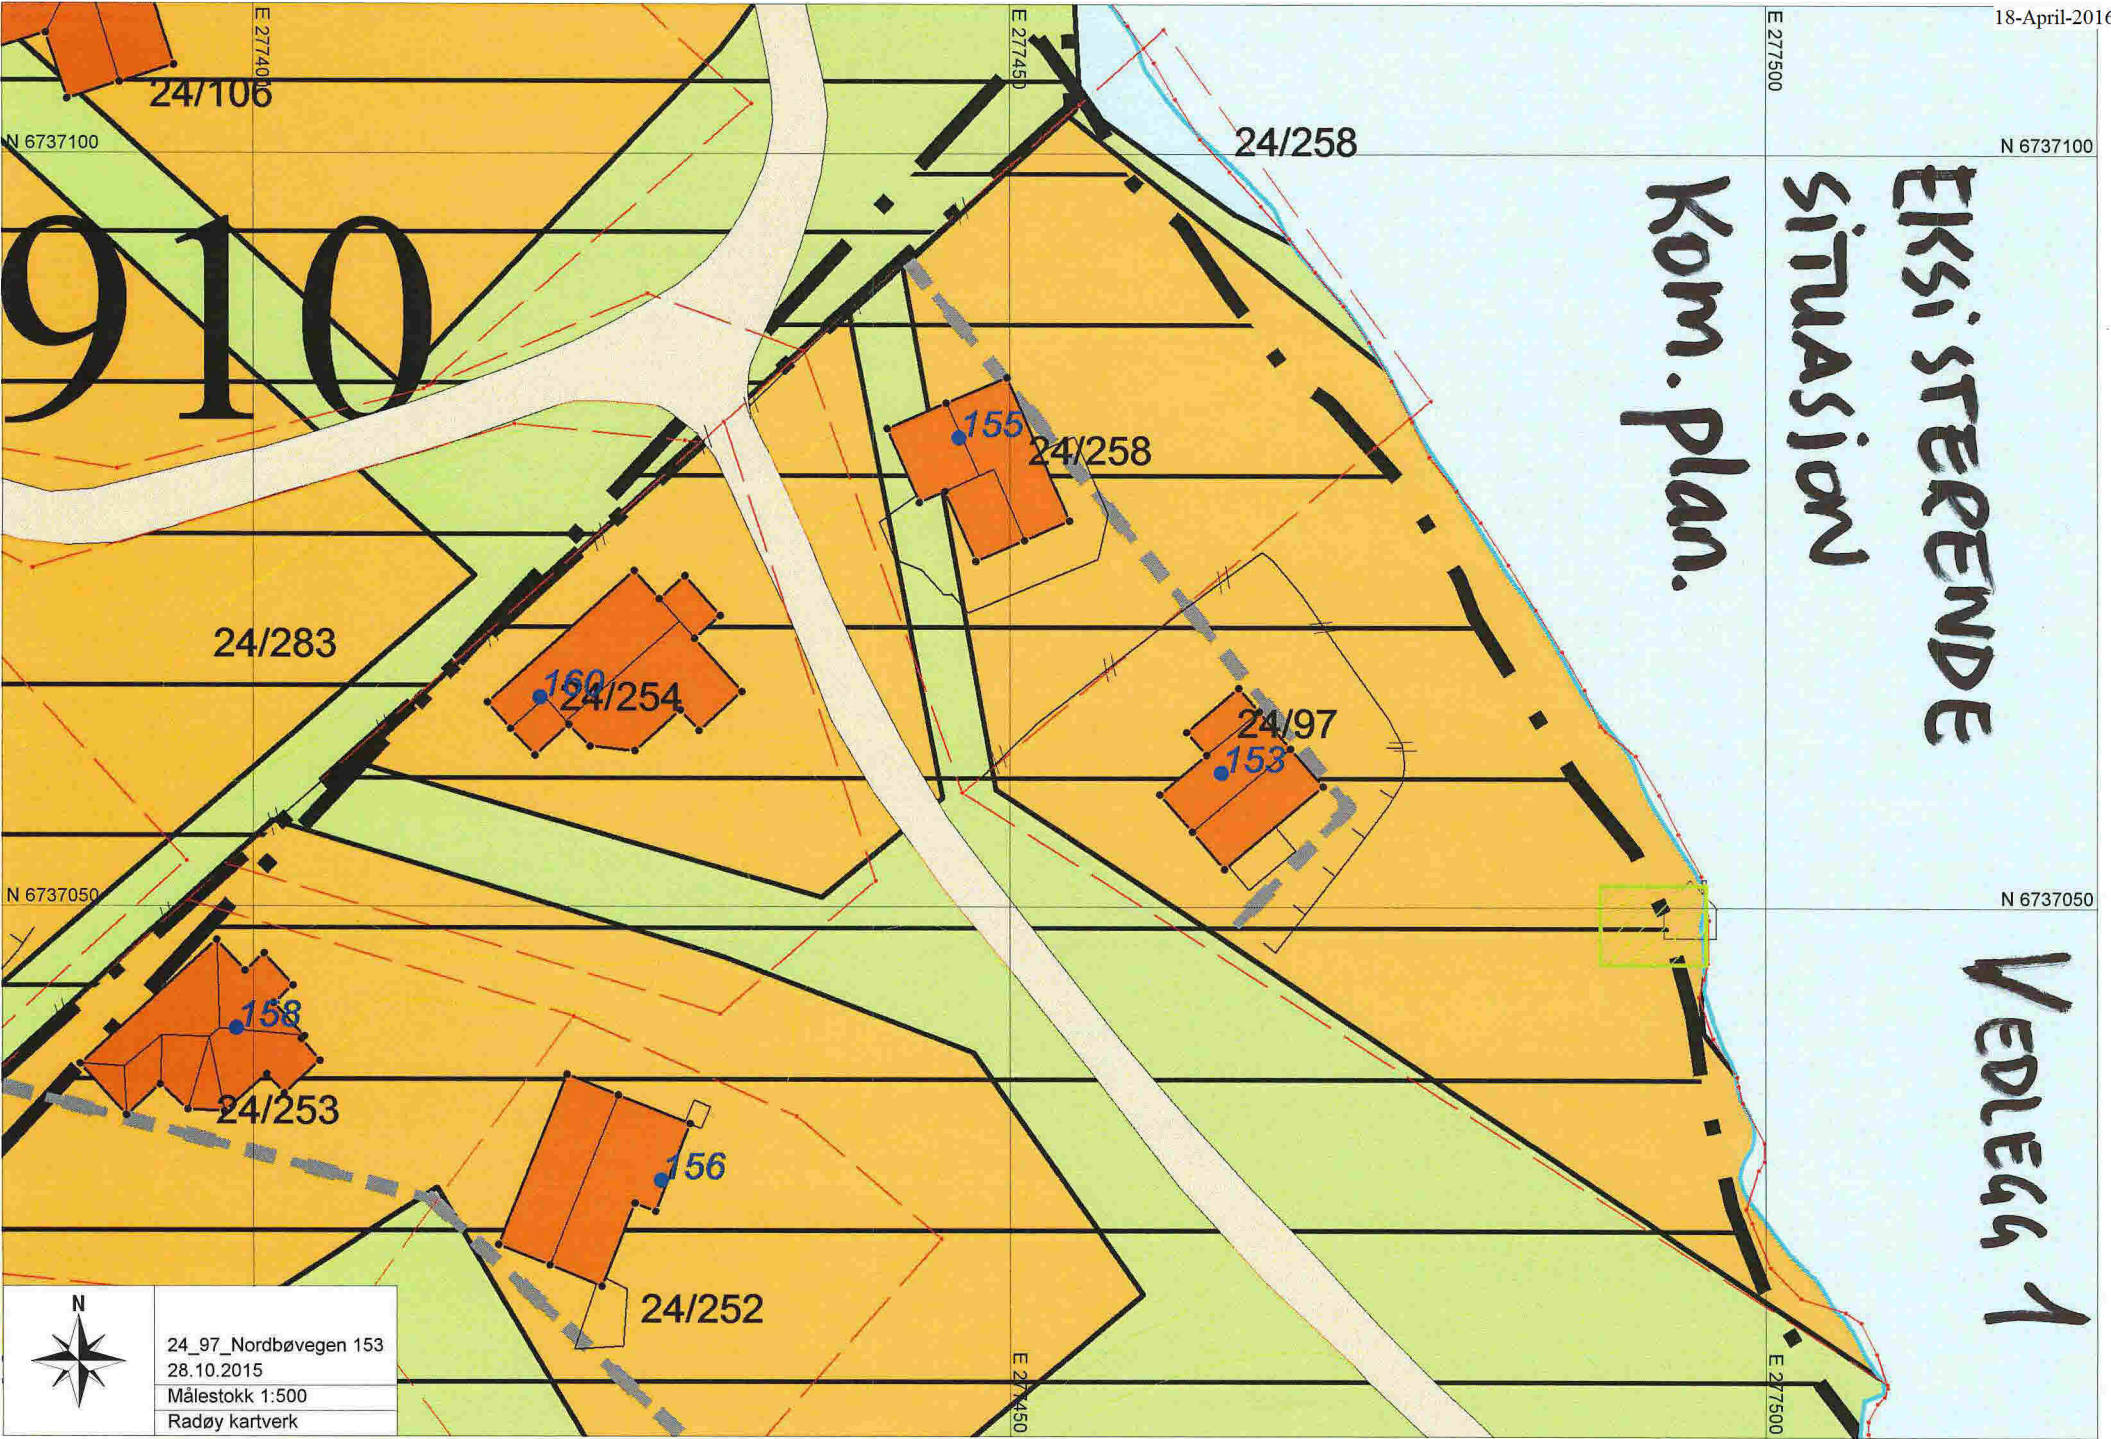 18-April-2016
E 277400
E 277450
E 277500
24/106
N 6737100
24/258
N 6737100
910
EKSISTERENDE
SITUASION
Kom. plan.
155
24/258
24/283
160
24/254
24/97
153
N 6737050
N 6737050
158
24/253
156
24/252
VEDLEGG 1
N
24_97_Nordbøvegen 153
28.10.2015
Målestokk 1:500
Radøy kartverk
E 277450
E 277500